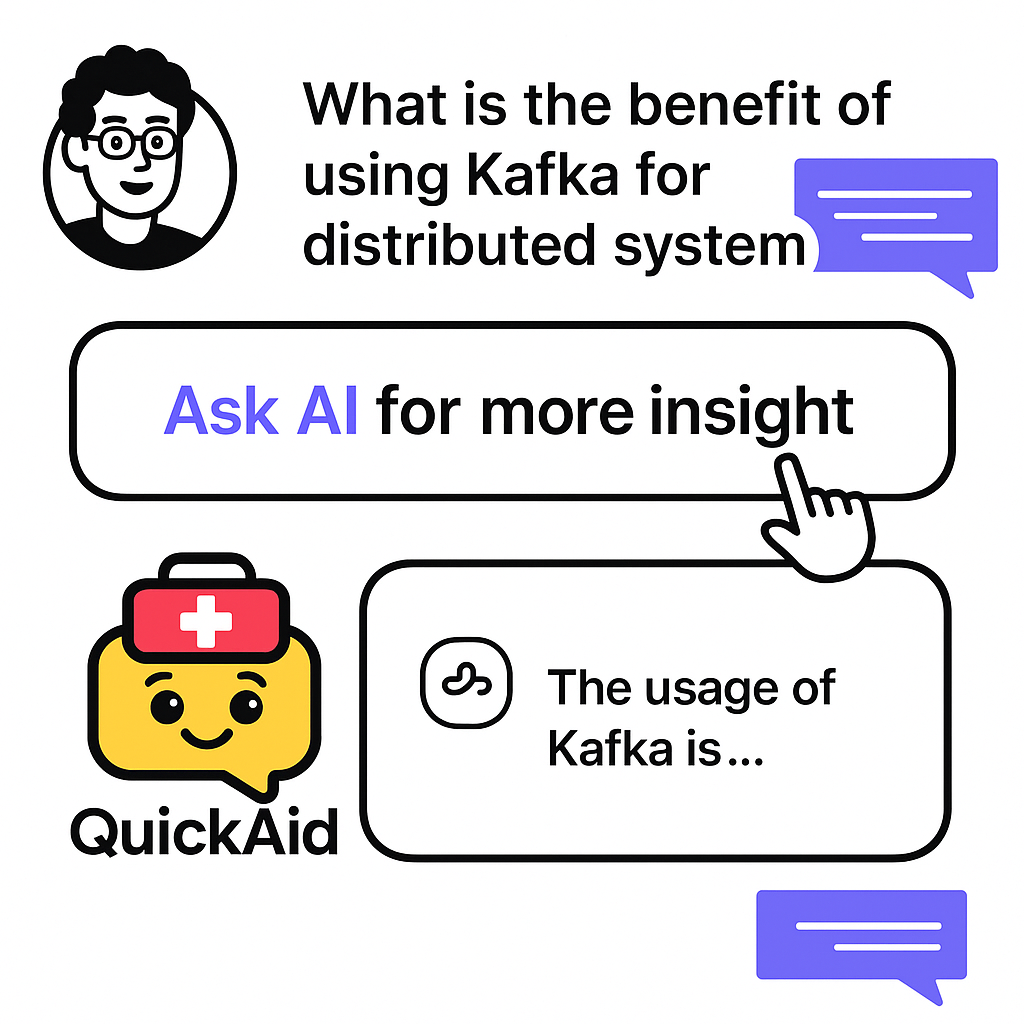 What is the benefit of
using Kafka for
distributed system
Ask AI for more insight
The usage of
Kafka is...
QuickAid